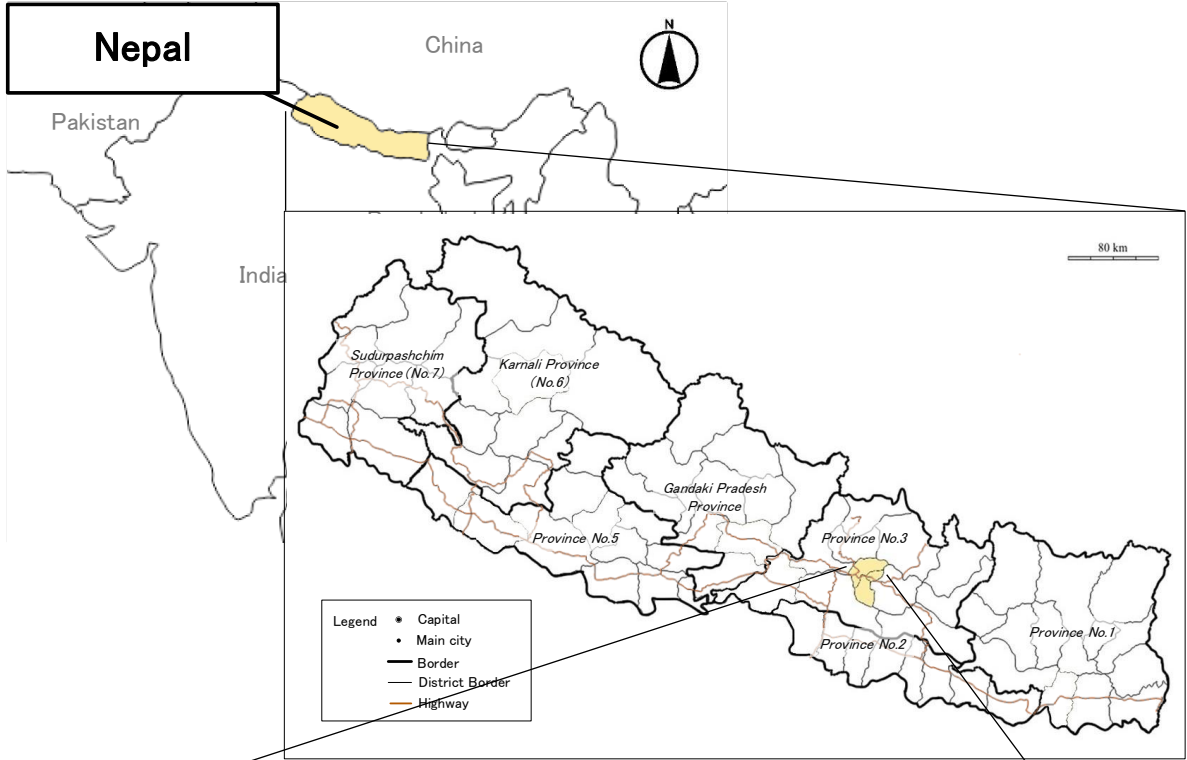 Nepal
China
N
Pakistan
India
80 km
Sudurpashchim
Province (No.7)
Karnali Province
(No.6)
Gandaki Pradesh
Province
Province No.5
Province No.3
Province No.2
Province No.1
Legend
Capital
Main city
Border
District Border
Highway